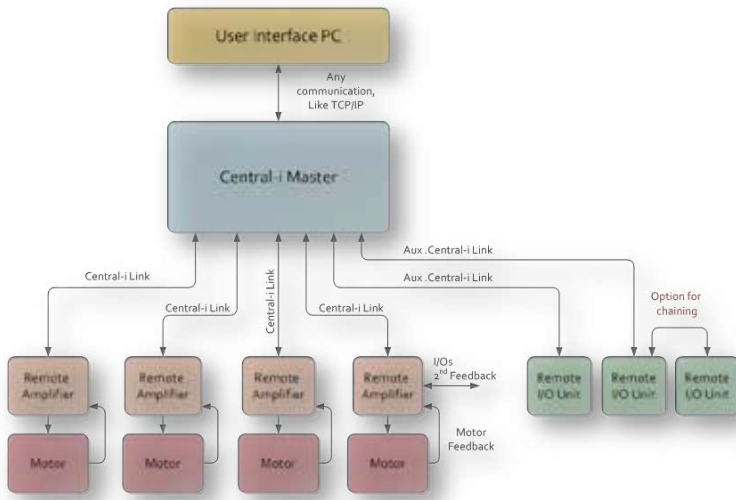 User Interface PC
Any
communication,
Like TCP/IP
Central-i Master
Aux .Central-i Link
Central-i Link
Aux .Central-i Link
Central-i Link
Central-i Link
Central-i Link
Option for
chaining
Remote
Amplifier
Remote
Amplifier
Remote
Amplifier
Remote
Amplifier
I/Os
2nd Feedback
Remote
I/O Unit
Remote
I/O Unit
Remote
I/O Unit
Motor
Motor
Motor
Motor
Motor
Feedback